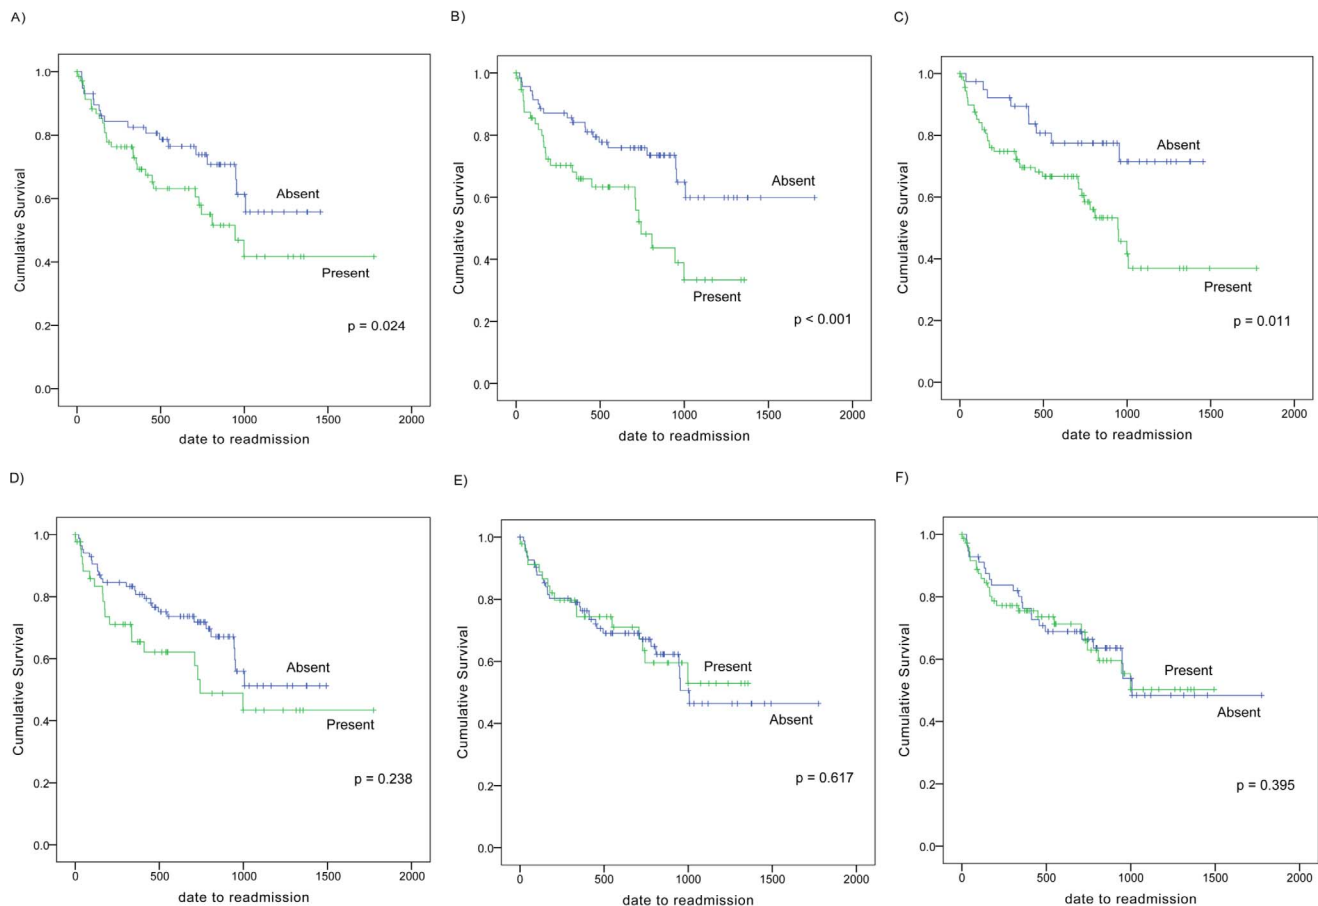 A)
1.0
0.8
0.6
0.4
0.2
0.0
Cumulative Survival
Absent
Present
p = 0.024
0 500 1000 1500 2000
date to readmission
B)
1.0
0.8
0.6
0.4
0.2
0.0
Cumulative Survival
Absent
Present
p < 0.001
0 500 1000 1500 2000
date to readmission
C)
1.0
0.8
0.6
0.4
0.2
0.0
Cumulative Survival
Absent
Present
p = 0.011
0 500 1000 1500 2000
date to readmission
D)
1.0
0.8
0.6
0.4
0.2
0.0
Cumulative Survival
Absent
Present
p = 0.238
0 500 1000 1500 2000
date to readmission
E)
1.0
0.8
0.6
0.4
0.2
0.0
Cumulative Survival
Present
Absent
p = 0.617
0 500 1000 1500 2000
date to readmission
F)
1.0
0.8
0.6
0.4
0.2
0.0
Cumulative Survival
Present
Absent
p = 0.395
0 500 1000 1500 2000
date to readmission